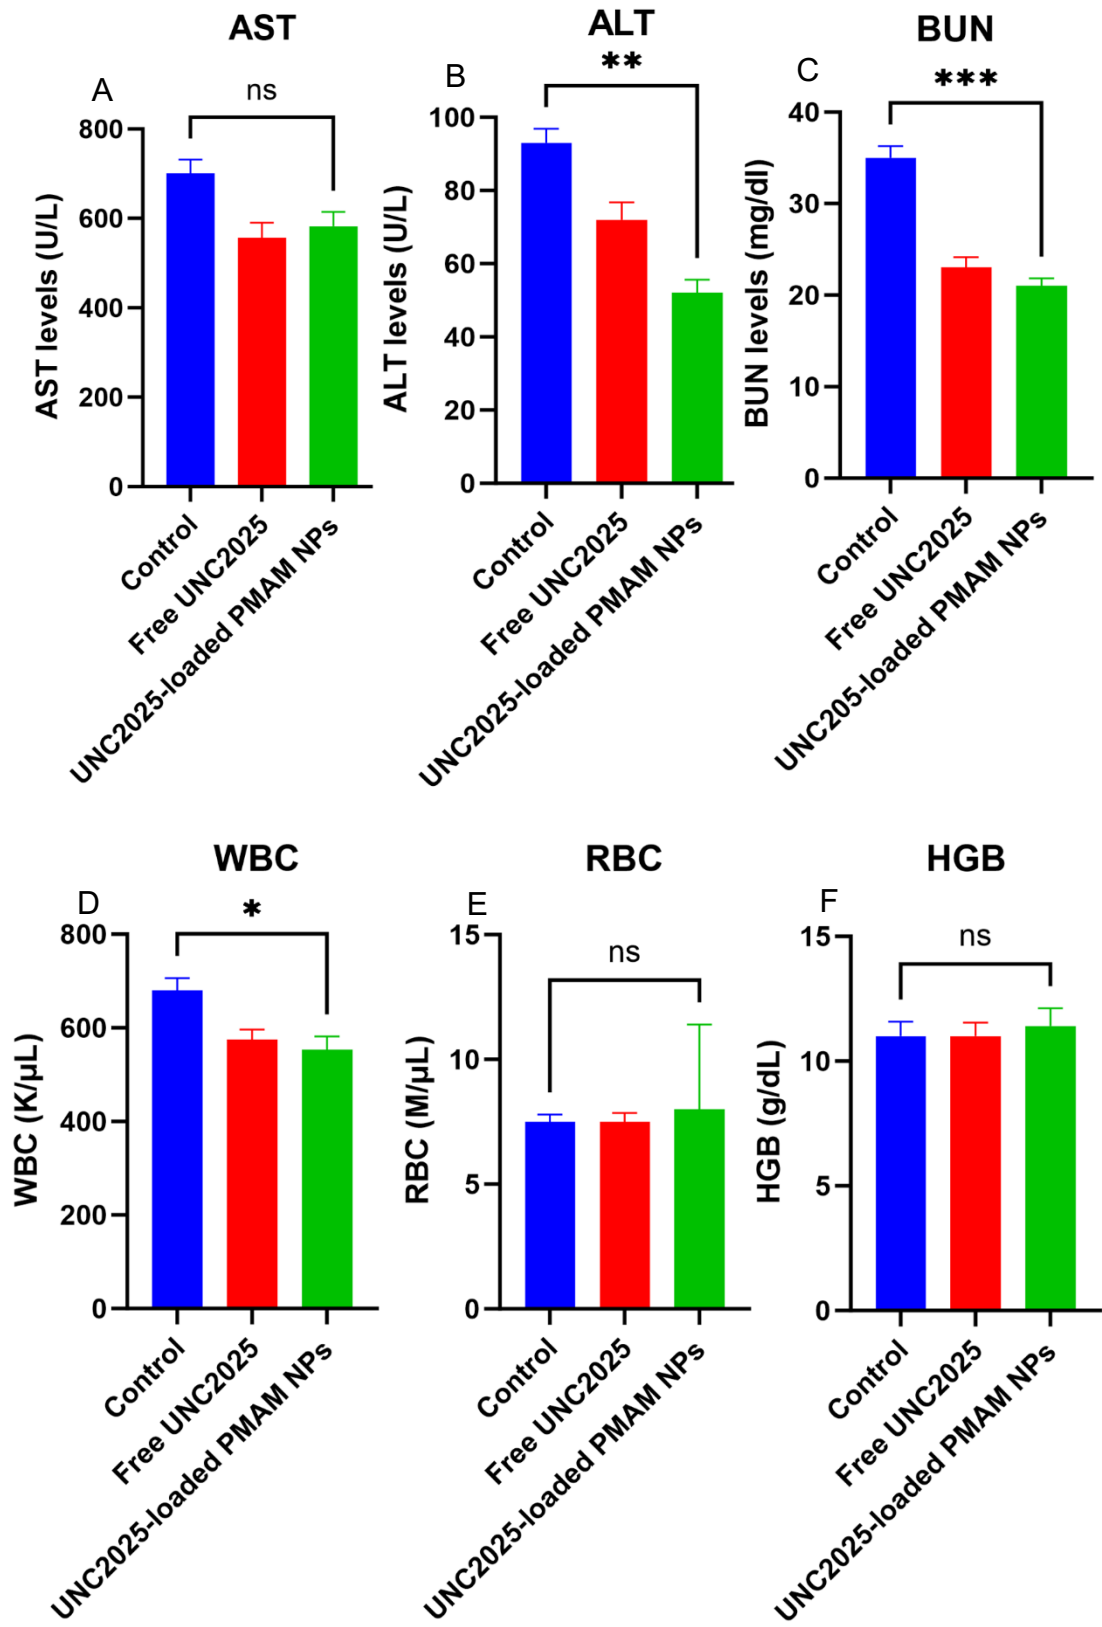 AST
A
ns
800
600
400
200
0
AST levels (U/L)
Control
Free UNC2025
UNC2025-loaded PMAM NPs
ALT
B
**
100
80
60
40
20
0
ALT levels (U/L)
Control
Free UNC2025
UNC2025-loaded PMAM NPs
BUN
C
***
40
30
20
10
0
BUN levels (mg/dl)
Control
Free UNC2025
UNC205-loaded PMAM NPs
WBC
D
*
800
600
400
200
0
WBC (K/µL)
Control
Free UNC2025
UNC2025-loaded PMAM NPs
RBC
E
ns
15
10
5
0
RBC (M/µL)
Control
Free UNC2025
UNC2025-loaded PMAM NPs
HGB
F
ns
15
10
5
0
HGB (g/dL)
Control
Free UNC2025
UNC2025-loaded PMAM NPs